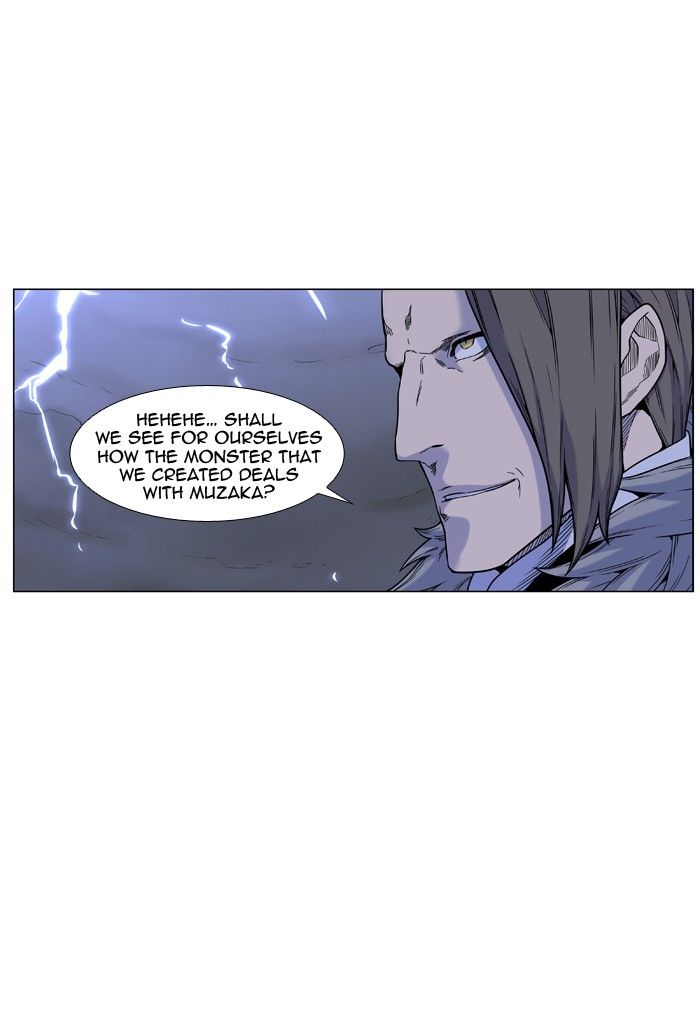 HEHEHE... SHALL
WE SEE FOR OURSELVES
HOW THE MONSTER THAT
WE CREATED DEALS
WITH MUZAKA?